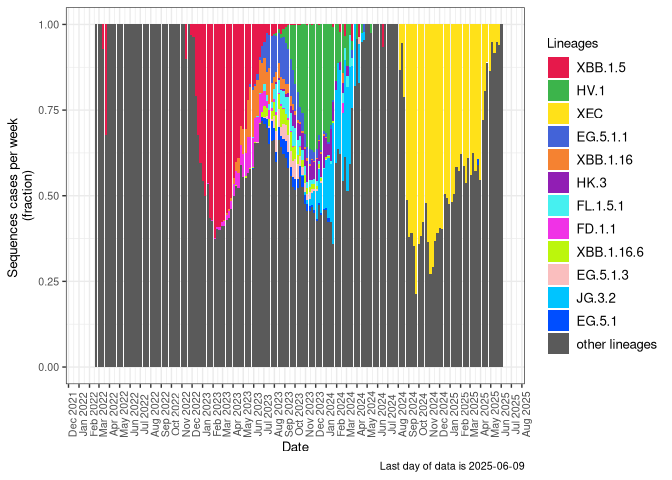 1.00
0.75
0.50
0.25
0.00
Sequences cases per week
(fraction)
Dec 2021
Jan 2022
Feb 2022
Mar 2022
Apr 2022
May 2022
Jun 2022
Jul 2022
Aug 2022
Sep 2022
Oct 2022
Nov 2022
Dec 2022
Jan 2023
Feb 2023
Mar 2023
Apr 2023
May 2023
Jun 2023
Jul 2023
Aug 2023
Sep 2023
Oct 2023
Nov 2023
Dec 2023
Jan 2024
Feb 2024
Mar 2024
Apr 2024
May 2024
Jun 2024
Jul 2024
Aug 2024
Sep 2024
Oct 2024
Nov 2024
Dec 2024
Jan 2025
Feb 2025
Mar 2025
Apr 2025
May 2025
Jun 2025
Jul 2025
Aug 2025
Date
Lineages
XBB.1.5
HV.1
XEC
EG.5.1.1
XBB.1.16
HK.3
FL.1.5.1
FD.1.1
XBB.1.16.6
EG.5.1.3
JG.3.2
EG.5.1
other lineages
Last day of data is 2025-06-09